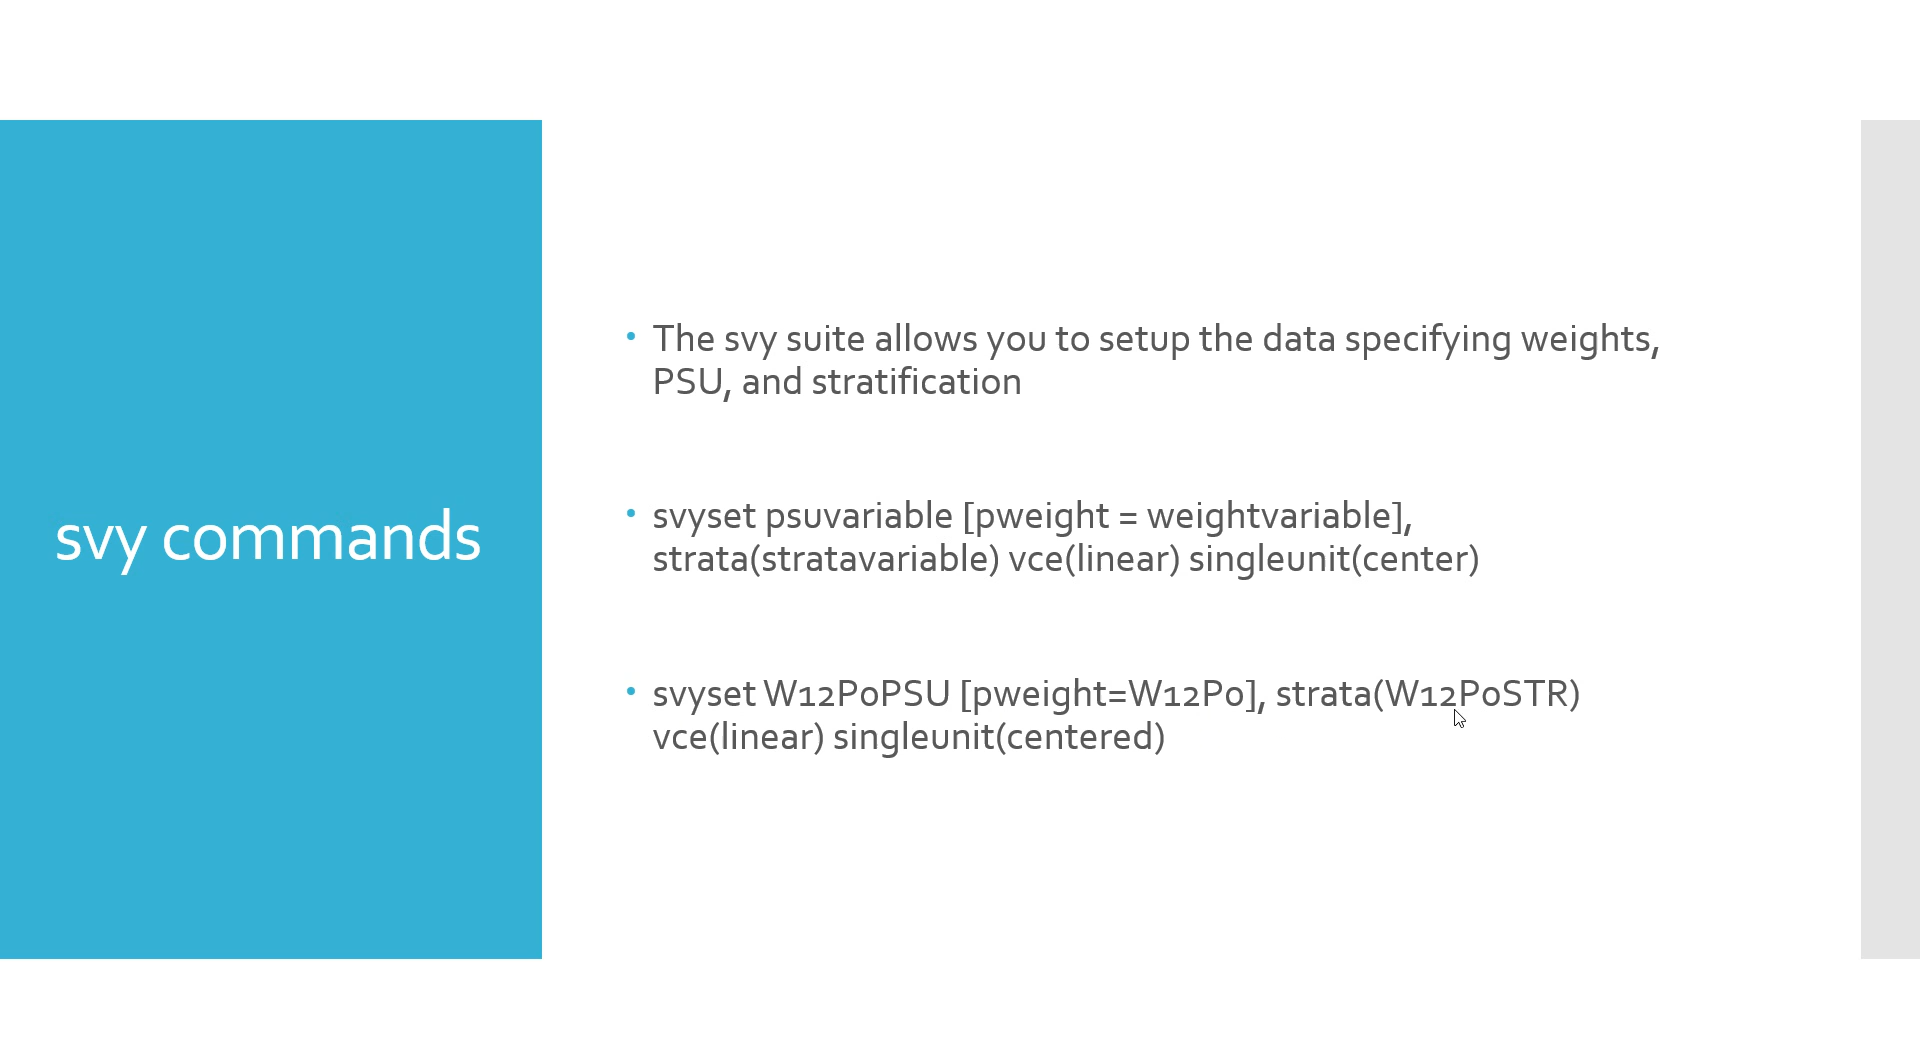 svy commands
The svy suite allows you to setup the data specifying weights,
PSU, and stratification
svyset psuvariable [pweight = weightvariable],
strata(stratavariable) vce(linear) singleunit(center)
svyset W12P0PSU [pweight=W12P0], strata(W12P0STR)
vce(linear) singleunit(centered)